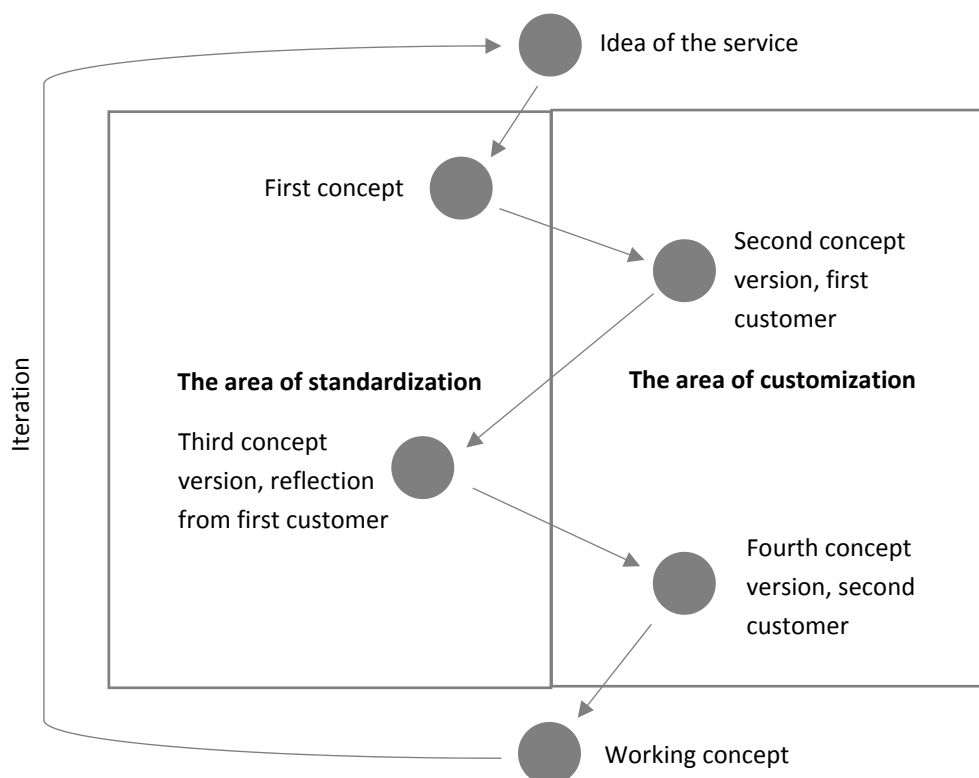 Idea of the service
First concept
Second concept
version, first
customer
The area of standardization
The area of customization
Iteration
Third concept
version, reflection
from first customer
Fourth concept
version, second
customer
Working concept